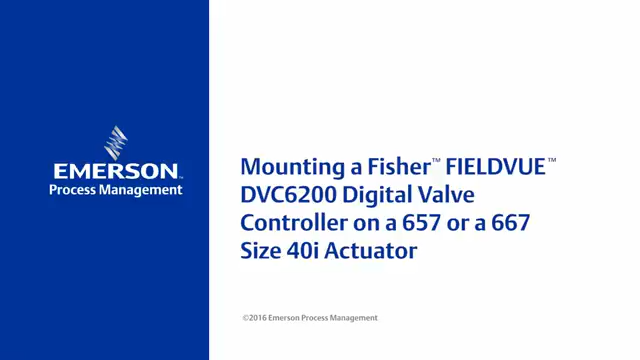 EMERSON™
Process Management
Mounting a Fisher™ FIELDVUE™
DVC6200 Digital Valve
Controller on a 657 or a 667
Size 40i Actuator
©2016 Emerson Process Management